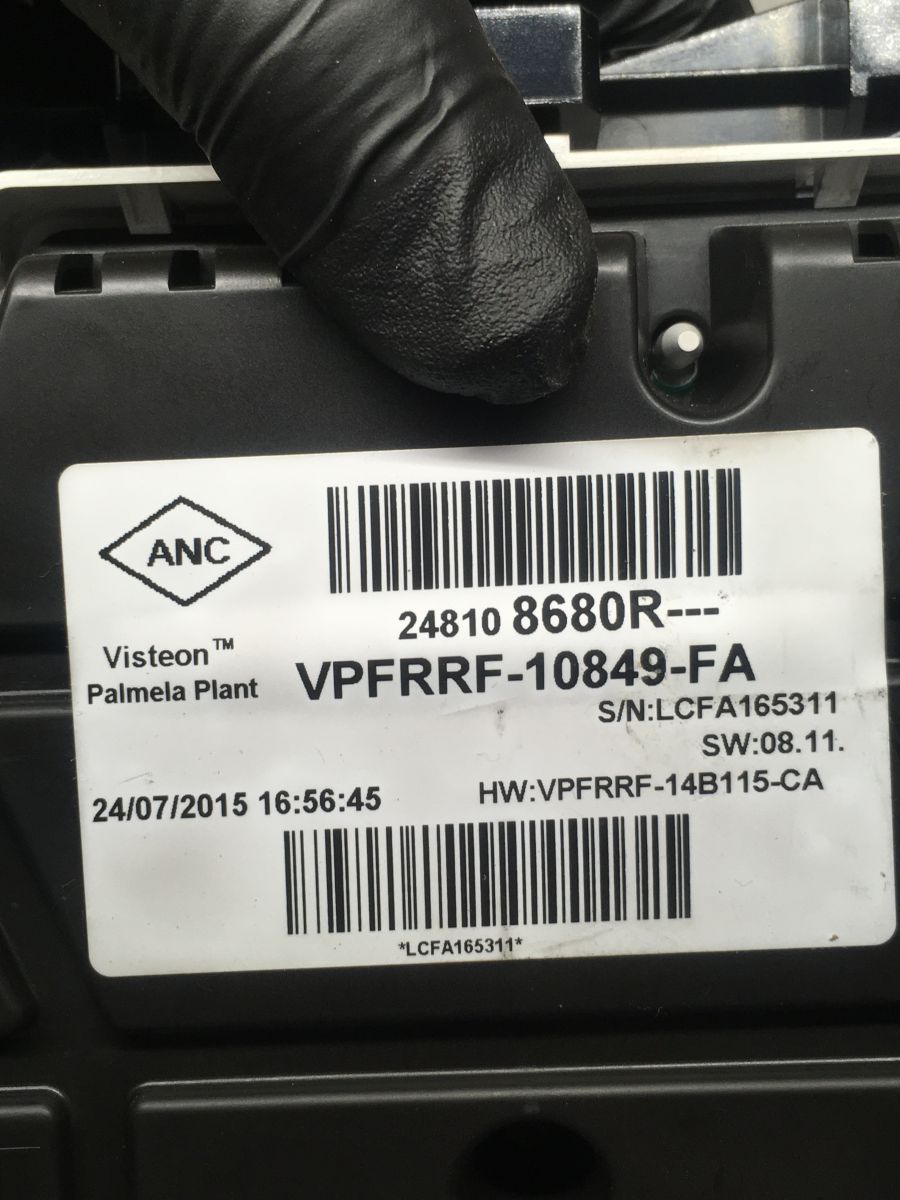 ANC
24810 8680R---
Visteon™
Palmela Plant
VPFRRF-10849-FA
S/N:LCFA165311
SW:08.11.
HW:VPFRRF-14B115-CA
24/07/2015 16:56:45
*LCFA165311*